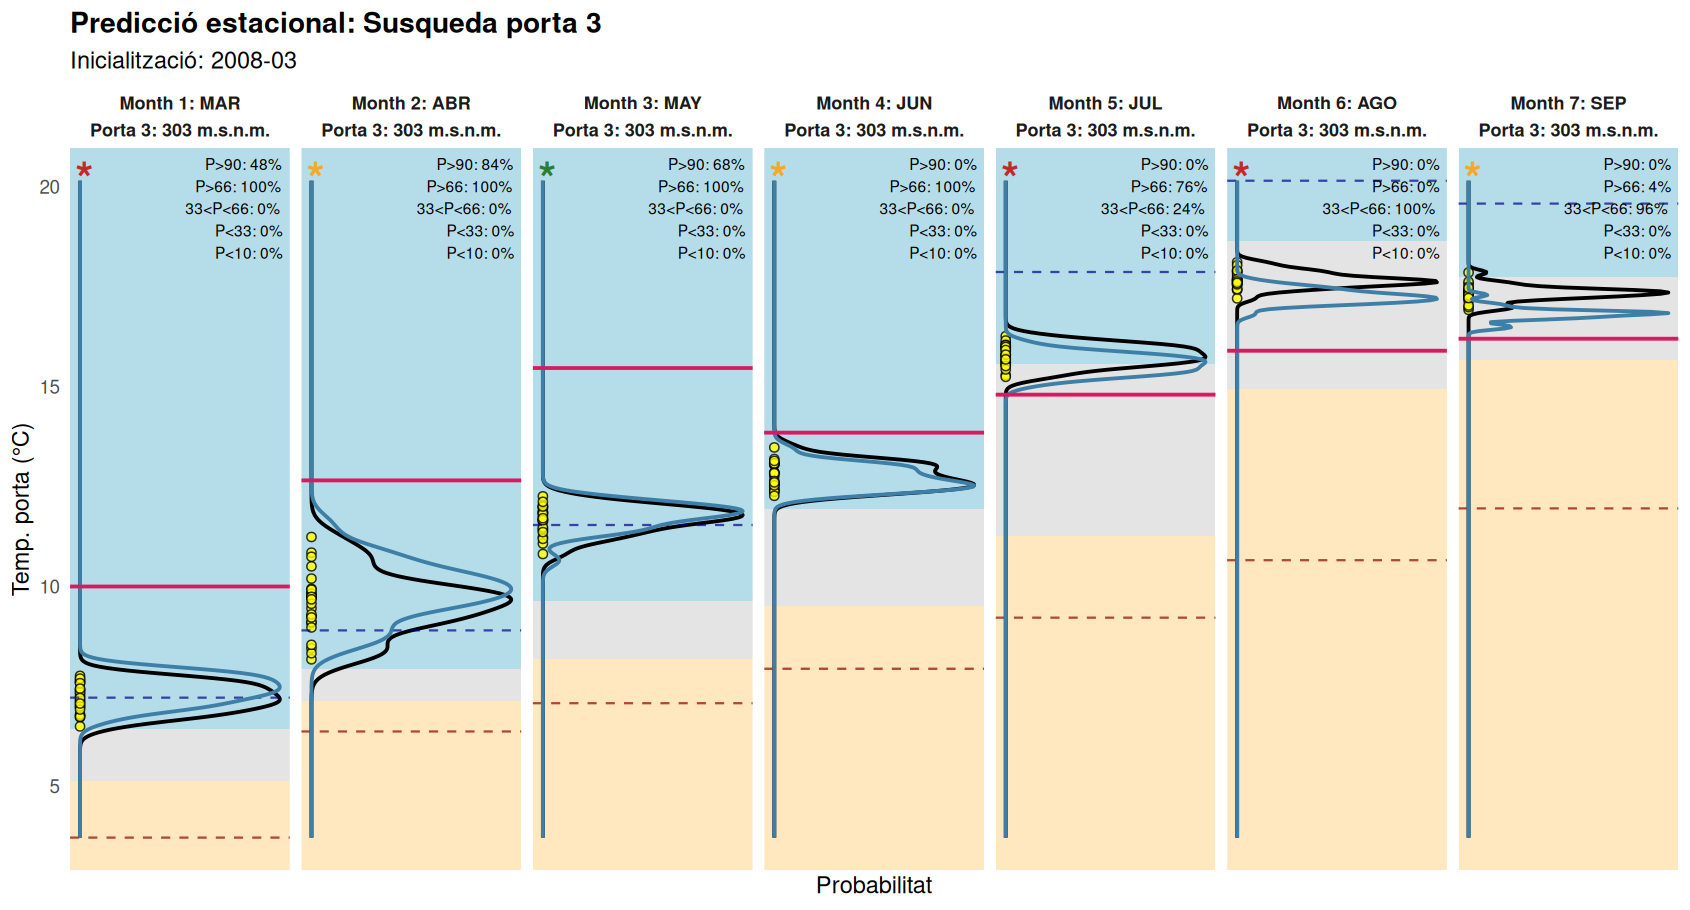 Predicció estacional: Susqueda porta 3
Inicialització: 2008-03
Month 1: MAR
Porta 3: 303 m.s.n.m.
Month 2: ABR
Porta 3: 303 m.s.n.m.
Month 3: MAY
Porta 3: 303 m.s.n.m.
Month 4: JUN
Porta 3: 303 m.s.n.m.
Month 5: JUL
Porta 3: 303 m.s.n.m.
Month 6: AGO
Porta 3: 303 m.s.n.m.
Month 7: SEP
Porta 3: 303 m.s.n.m.
*
P>90: 48%
P>66: 100%
33<P<66: 0%
P<33: 0%
P<10: 0%
*
P>90: 84%
P>66: 100%
33<P<66: 0%
P<33: 0%
P<10: 0%
*
P>90: 68%
P>66: 100%
33<P<66: 0%
P<33: 0%
P<10: 0%
*
P>90: 0%
P>66: 100%
33<P<66: 0%
P<33: 0%
P<10: 0%
*
P>90: 0%
P>66: 76%
33<P<66: 24%
P<33: 0%
P<10: 0%
*
P>90: 0%
P>66: 0%
33<P<66: 100%
P<33: 0%
P<10: 0%
*
P>90: 0%
P>66: 4%
33<P<66: 96%
P<33: 0%
P<10: 0%
20
15
10
5
Temp. porta (°C)
Probabilitat